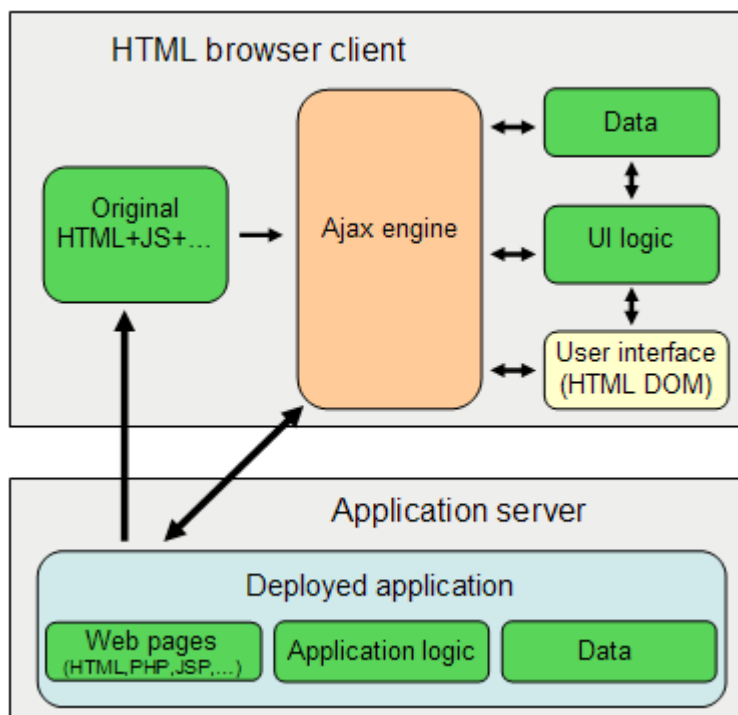 HTML browser client
Data
Original
HTML+JS+...
Ajax engine
UI logic
User interface
(HTML DOM)
Application server
Deployed application
Web pages
(HTML,PHP,JSP,...)
Application logic
Data